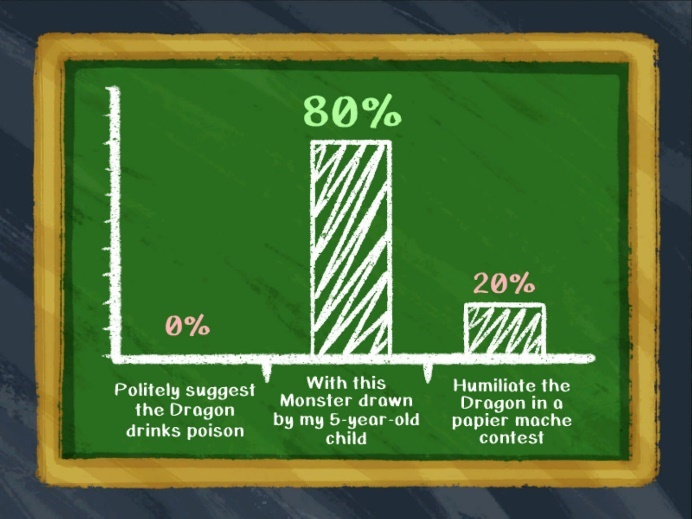 80%
20%
0%
Politely suggest
the Dragon
drinks poison
With this
Monster drawn
by my 5-year-old
child
Humiliate the
Dragon in a
papier mache
contest